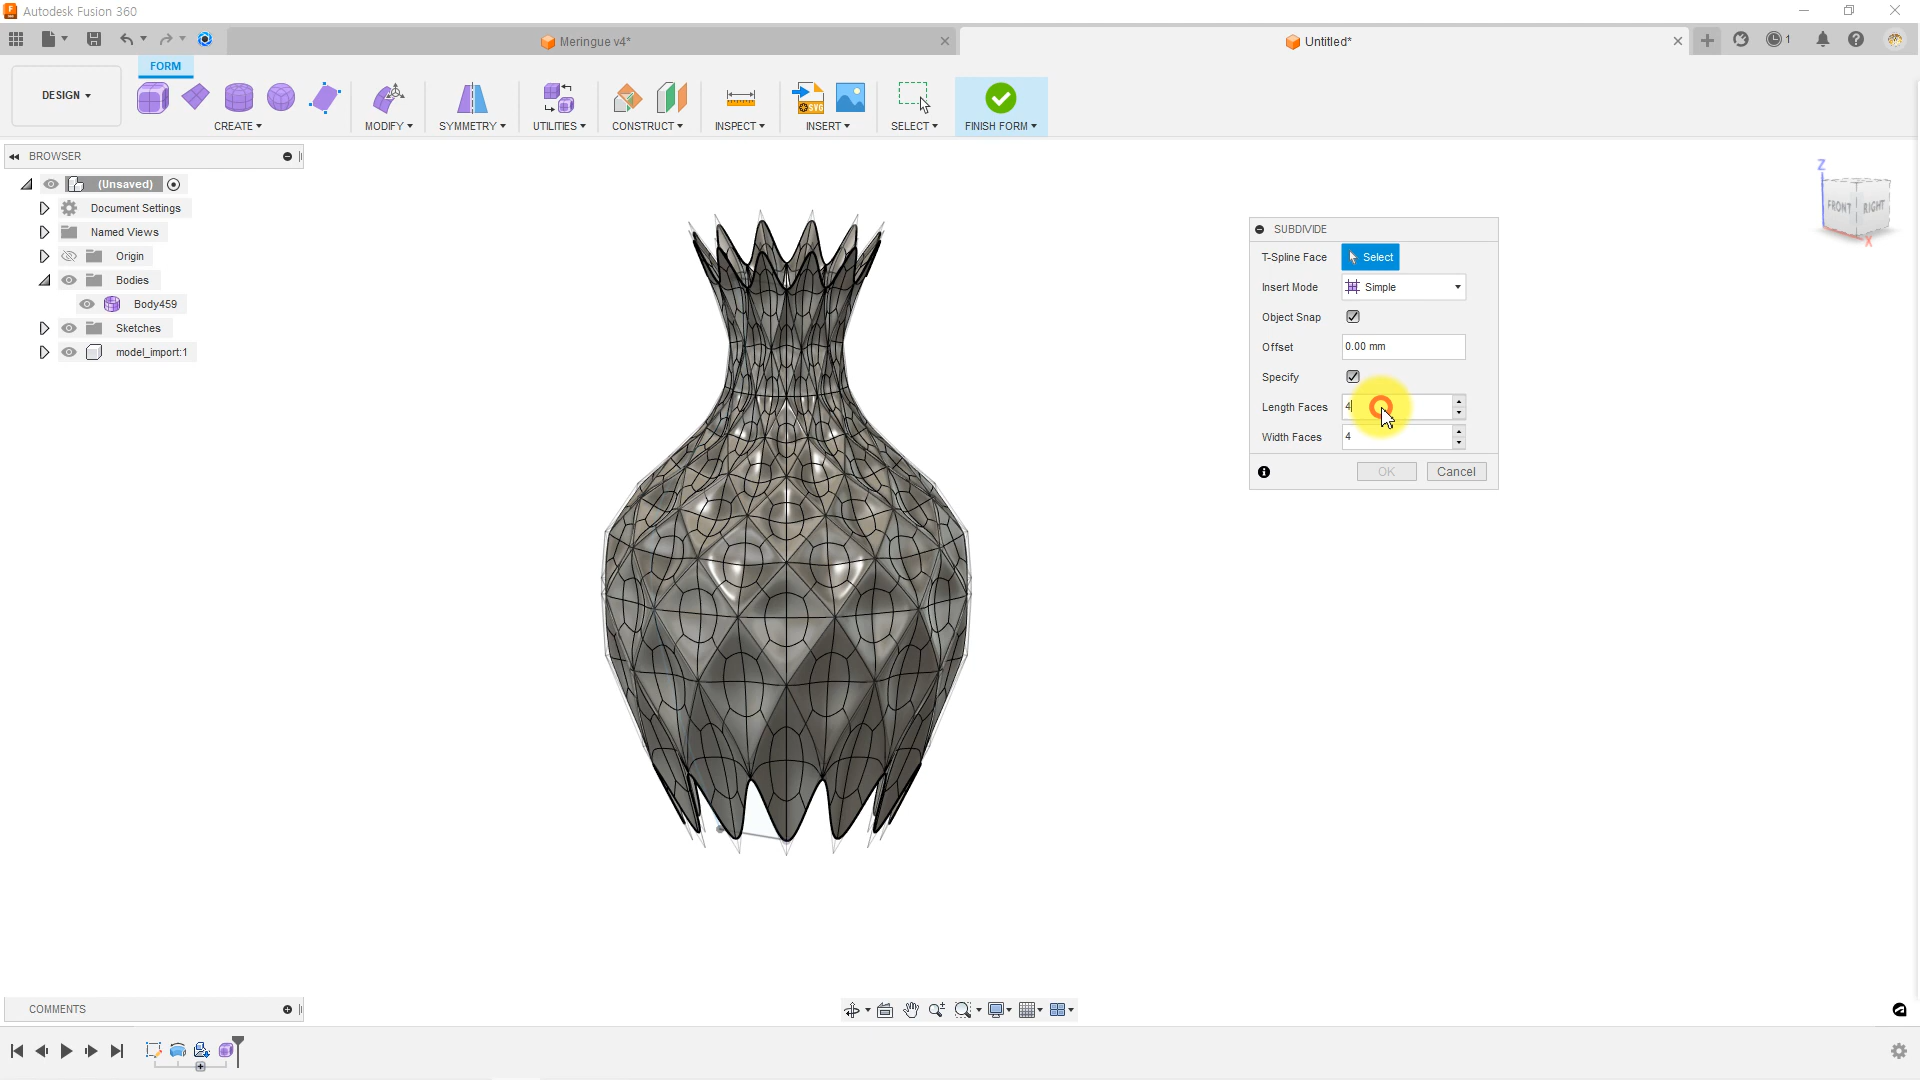 Autodesk Fusion 360
Meringue v4*
Untitled*
1
FORM
DESIGN
CREATE
MODIFY
SYMMETRY
UTILITIES
CONSTRUCT
INSPECT
INSERT
SELECT
FINISH FORM
BROWSER
(Unsaved)
Document Settings
Named Views
Origin
Bodies
Body459
Sketches
model_import:1
Z
FRONT
RIGHT
X
SUBDIVIDE
T-Spline Face
Select
Insert Mode
Simple
Object Snap
Offset
0.00 mm
Specify
Length Faces
4
Width Faces
4
OK
Cancel
COMMENTS